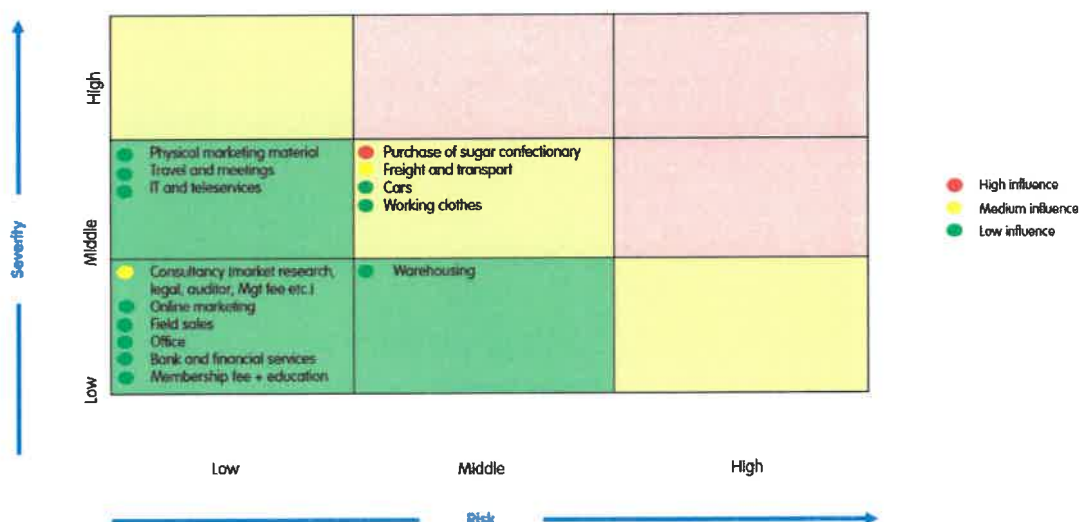 High
Physical marketing material
Travel and meetings
IT and teleservices
Purchase of sugar confectionary
Freight and transport
Cars
Working clothes
High influence
Medium influence
Low influence
Severity
Middle
Consultancy (market research,
legal, auditor, Mgt fee etc.)
Online marketing
Field sales
Office
Bank and financial services
Membership fee + education
Warehousing
Low
Low
Middle
High
Risk